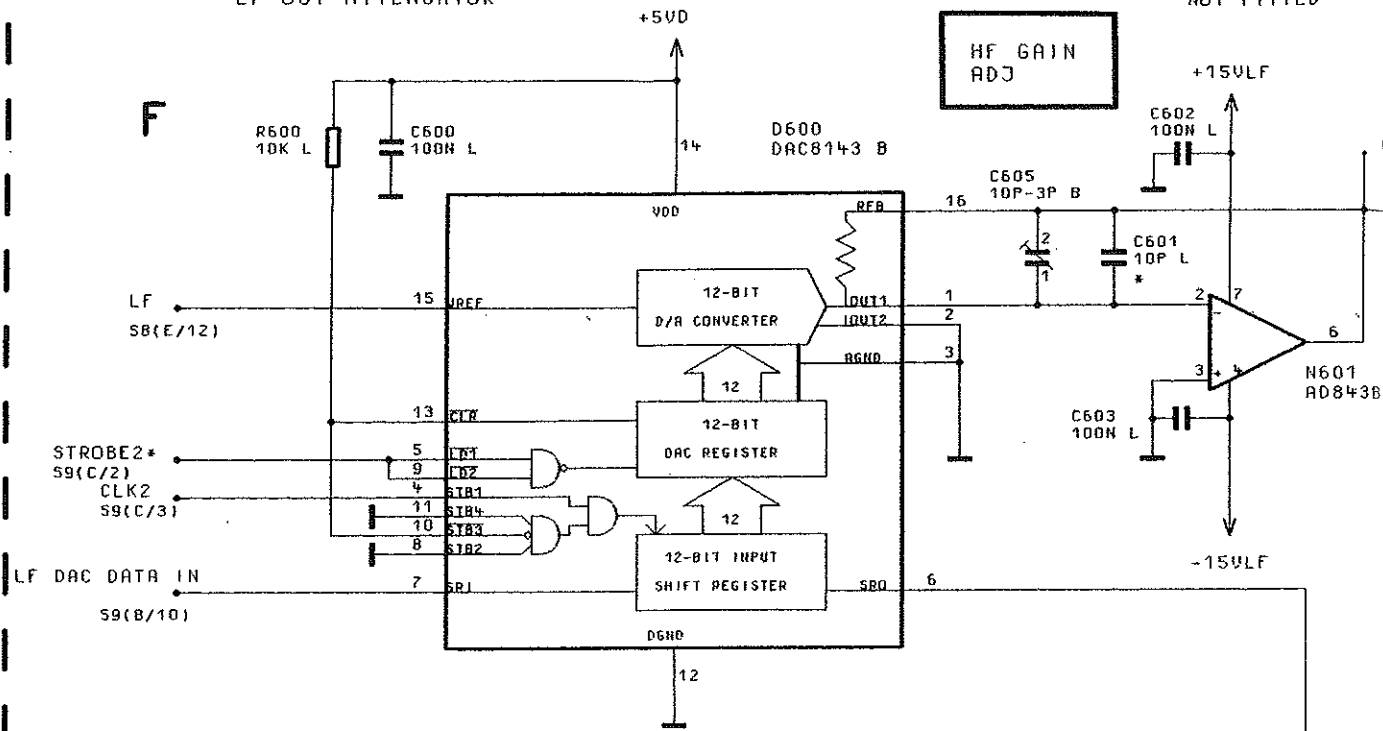 +5VD
HF GAIN
ADJ
+15VLF
F
R600
10K L
C600
100N L
14
D600
DAC8143 B
C602
100N L
C605
10P-3P B
VDD
RFB
16
2
1
C601
10P L
*
LF
S8(E/12)
15
VREF
12-BIT
D/A CONVERTER
IOUT1
1
IOUT2
2
AGND
3
2
7
-
6
3
+
4
N601
AD843B
12
13
CLR
12-BIT
DAC REGISTER
C603
100N L
STROBE2*
S9(C/2)
5
LD1
9
LD2
CLK2
S9(C/3)
4
STB1
11
STB4
10
STB3
8
STB2
12
12-BIT INPUT
SHIFT REGISTER
-15VLF
LF DAC DATA IN
S9(B/10)
7
SRI
SRO
6
DGND
12